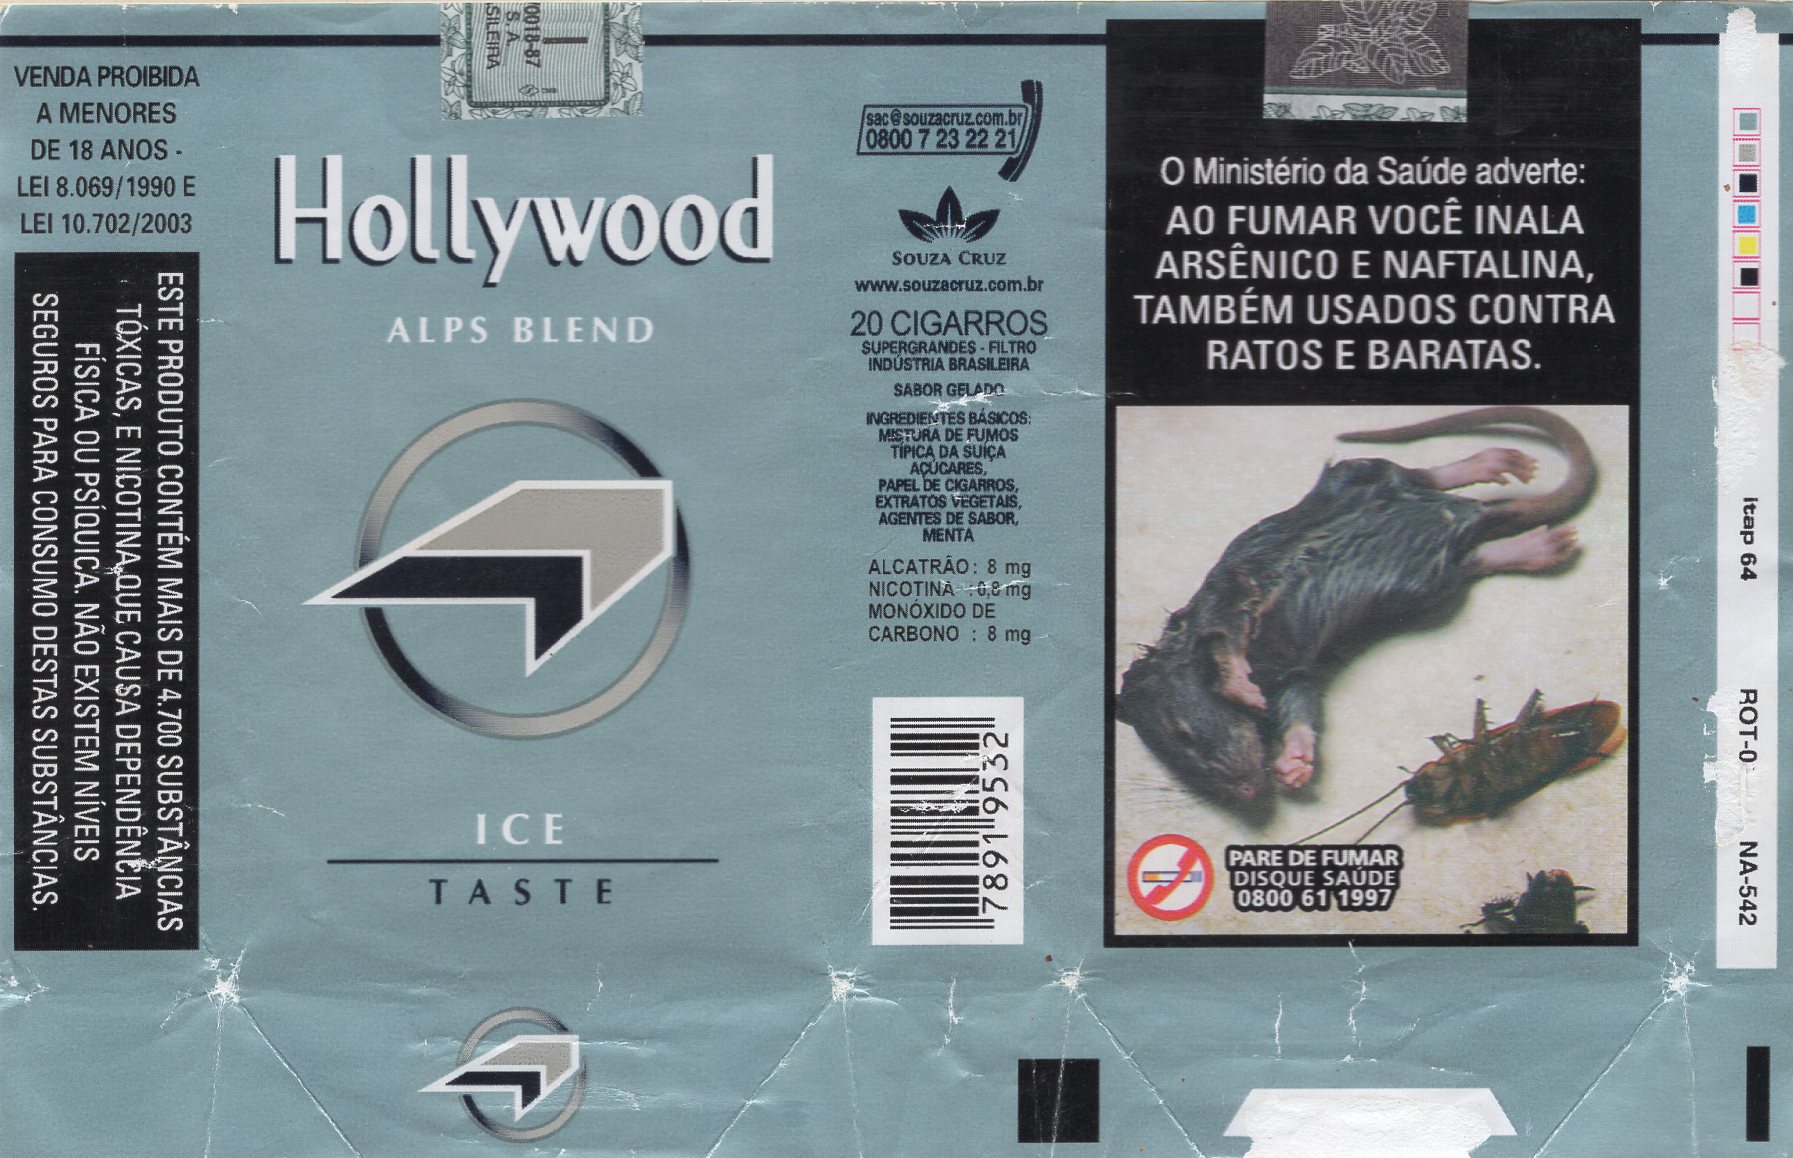 VENDA PROIBIDA
A MENORES
DE 18 ANOS -
LEI 8.069/1990 E
LEI 10.702/2003
ESTE PRODUTO CONTÉM MAIS DE 4.700 SUBSTÂNCIAS
TÓXICAS, E NICOTINA QUE CAUSA DEPENDÊNCIA
FÍSICA OU PSÍQUICA. NÃO EXISTEM NÍVEIS
SEGUROS PARA CONSUMO DESTAS SUBSTÂNCIAS.
0018-87
S.A.
SILEIRA
Hollywood
ALPS BLEND
ICE
TASTE
sac@souzacruz.com.br
0800 7 23 22 21
SOUZA CRUZ
www.souzacruz.com.br
20 CIGARROS
SUPERGRANDES - FILTRO
INDÚSTRIA BRASILEIRA
SABOR GELADO
INGREDIENTES BÁSICOS:
MISTURA DE FUMOS
TÍPICA DA SUÍÇA
AÇÚCARES,
PAPEL DE CIGARROS,
EXTRATOS VEGETAIS,
AGENTES DE SABOR,
MENTA
ALCATRÃO : 8 mg
NICOTINA : 0,8 mg
MONÓXIDO DE
CARBONO : 8 mg
78919532
O Ministério da Saúde adverte:
AO FUMAR VOCÊ INALA
ARSÊNICO E NAFTALINA,
TAMBÉM USADOS CONTRA
RATOS E BARATAS.
PARE DE FUMAR
DISQUE SAÚDE
0800 61 1997
itap 64 ROT-0 NA-542